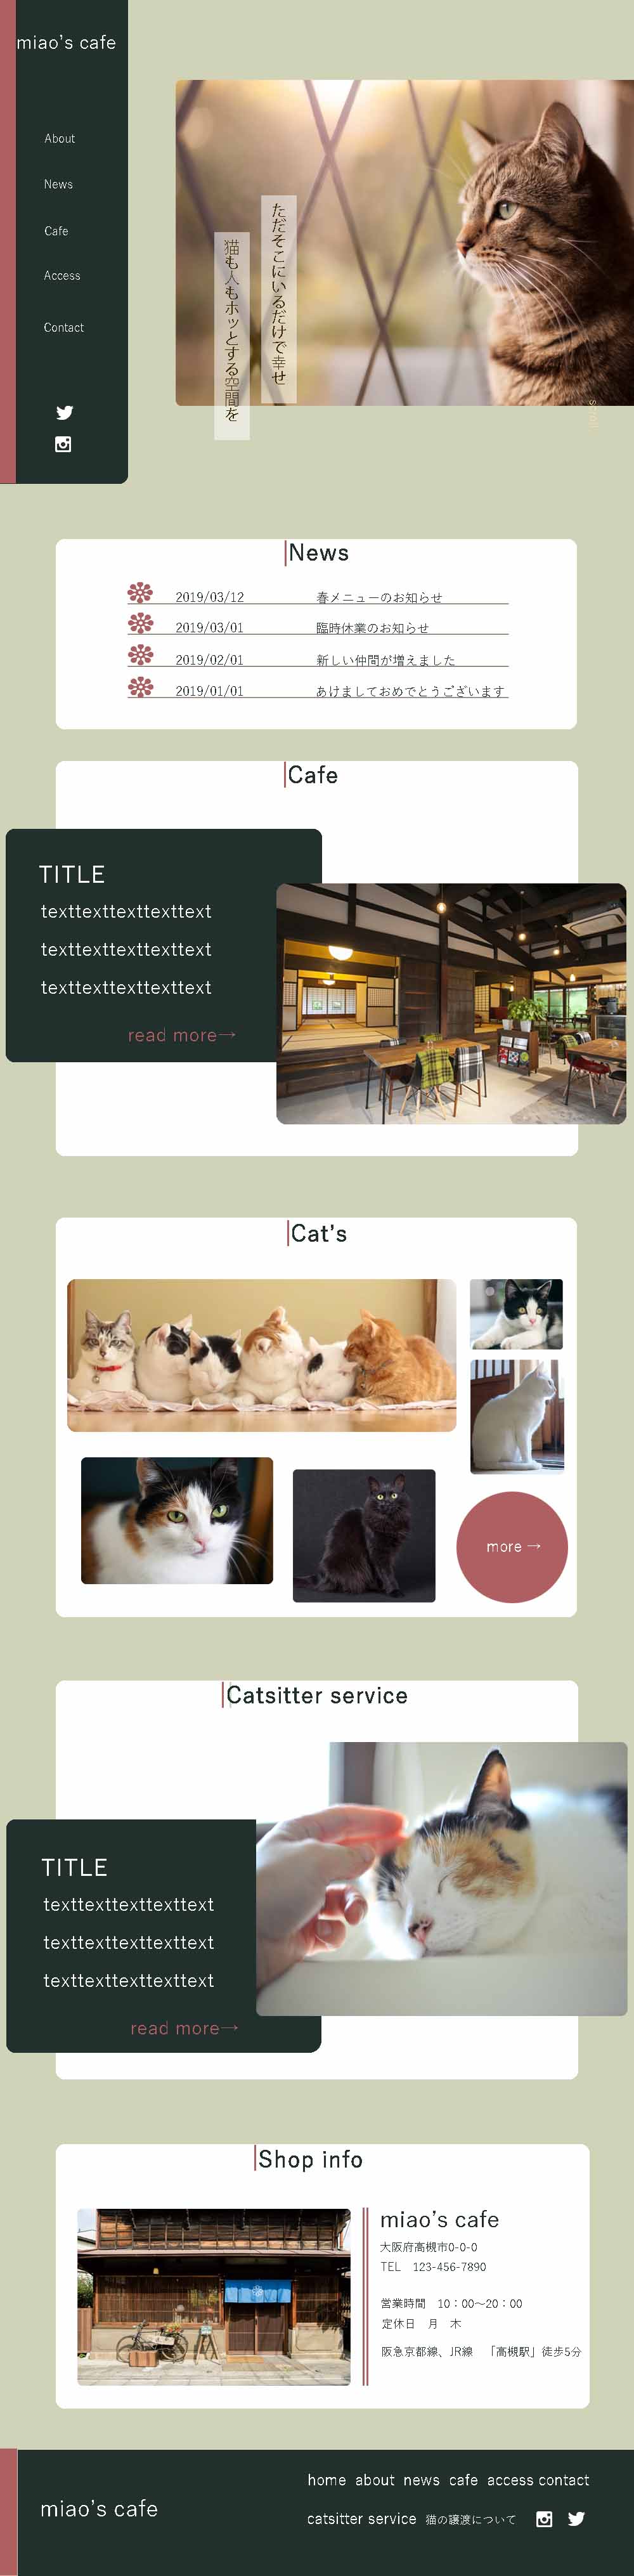 miao's cafe
About
News
Cafe
Access
Contact
ただそこにいるだけで幸せ
猫も人もホッとする空間を
scroll
News
2019/03/12 春メニューのお知らせ
2019/03/01 臨時休業のお知らせ
2019/02/01 新しい仲間が増えました
2019/01/01 あけましておめでとうございます
Cafe
TITLE
texttexttexttexttext
texttexttexttexttext
texttexttexttexttext
read more→
Cat's
more →
Catsitter service
TITLE
texttexttexttexttext
texttexttexttexttext
texttexttexttexttext
read more→
Shop info
miao's cafe
大阪府高槻市0-0-0
TEL 123-456-7890
営業時間 10：00～20：00
定休日 月 木
阪急京都線、JR線 「高槻駅」徒歩5分
home about news cafe access contact
miao's cafe
catsitter service 猫の譲渡について